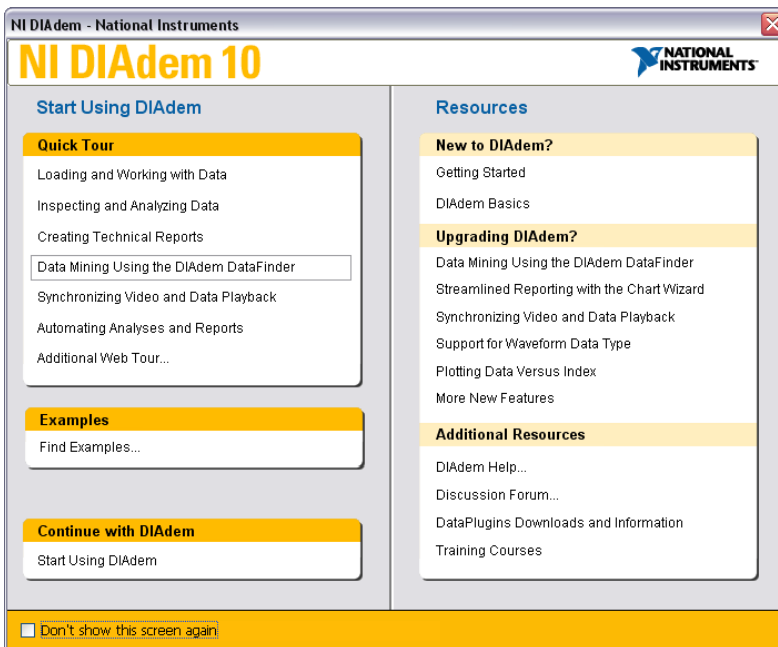 NI DIAdem - National Instruments
NI DIAdem 10
NATIONAL
INSTRUMENTS
Start Using DIAdem
Quick Tour
Loading and Working with Data
Inspecting and Analyzing Data
Creating Technical Reports
Data Mining Using the DIAdem DataFinder
Synchronizing Video and Data Playback
Automating Analyses and Reports
Additional Web Tour...
Examples
Find Examples...
Continue with DIAdem
Start Using DIAdem
Resources
New to DIAdem?
Getting Started
DIAdem Basics
Upgrading DIAdem?
Data Mining Using the DIAdem DataFinder
Streamlined Reporting with the Chart Wizard
Synchronizing Video and Data Playback
Support for Waveform Data Type
Plotting Data Versus Index
More New Features
Additional Resources
DIAdem Help...
Discussion Forum...
DataPlugins Downloads and Information
Training Courses
Don't show this screen again